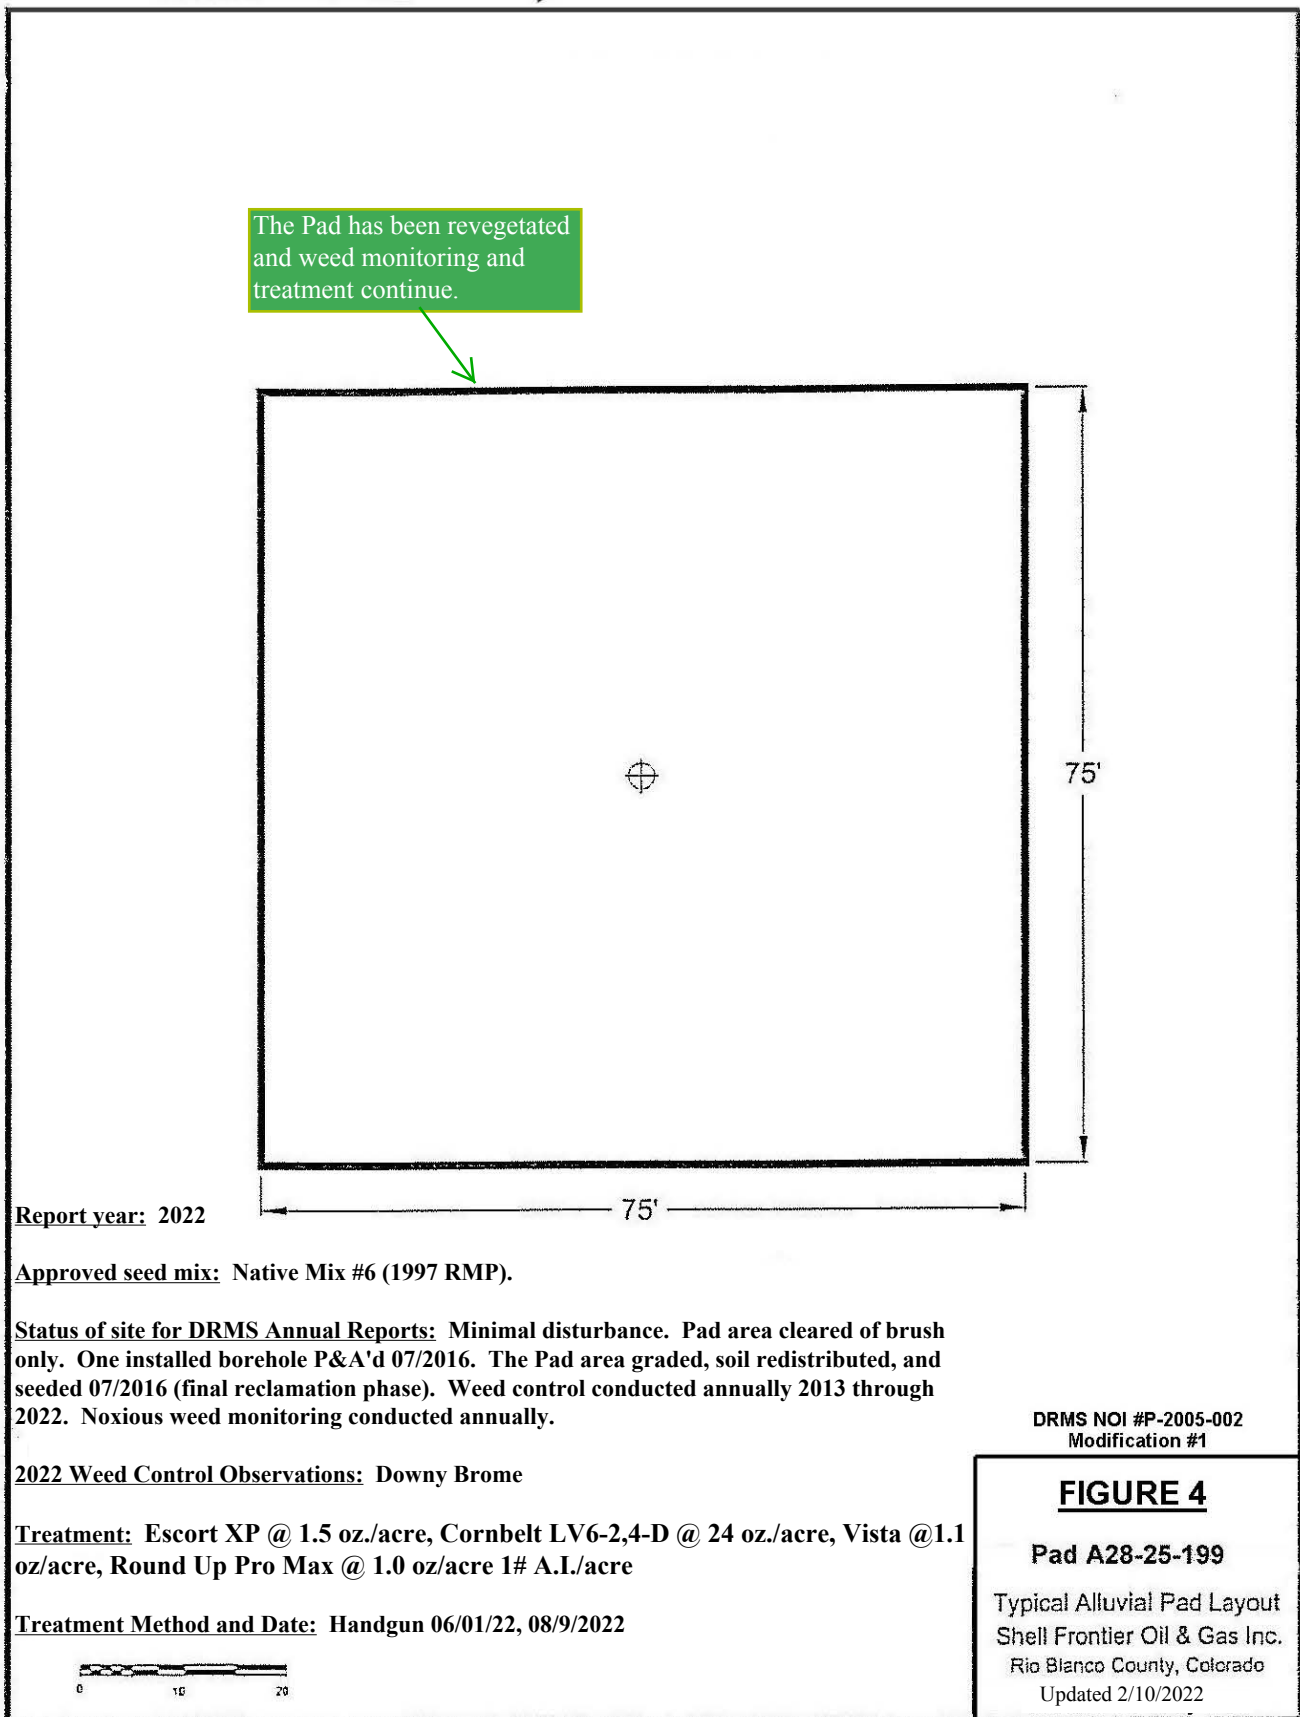 The Pad has been revegetated
and weed monitoring and
treatment continue.
75'
75'
Report year: 2022
Approved seed mix: Native Mix #6 (1997 RMP).
Status of site for DRMS Annual Reports: Minimal disturbance. Pad area cleared of brush
only. One installed borehole P&A'd 07/2016. The Pad area graded, soil redistributed, and
seeded 07/2016 (final reclamation phase). Weed control conducted annually 2013 through
2022. Noxious weed monitoring conducted annually.
2022 Weed Control Observations: Downy Brome
Treatment: Escort XP @ 1.5 oz./acre, Cornbelt LV6-2,4-D @ 24 oz./acre, Vista @1.1
oz/acre, Round Up Pro Max @ 1.0 oz/acre 1# A.I./acre
Treatment Method and Date: Handgun 06/01/22, 08/9/2022
0 10 20
DRMS NOI #P-2005-002
Modification #1
FIGURE 4
Pad A28-25-199
Typical Alluvial Pad Layout
Shell Frontier Oil & Gas Inc.
Rio Blanco County, Colorado
Updated 2/10/2022